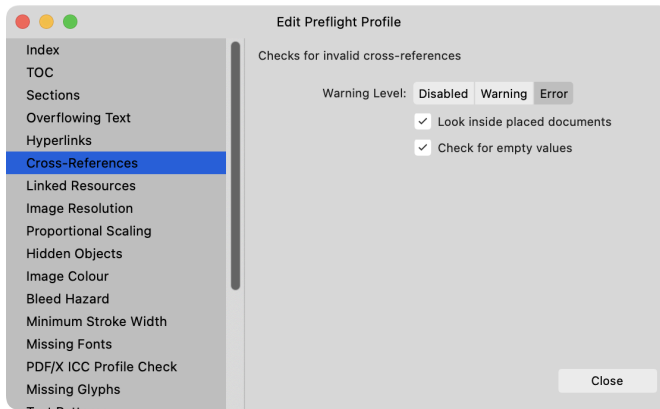 Edit Preflight Profile
Index
TOC
Sections
Overflowing Text
Hyperlinks
Cross-References
Linked Resources
Image Resolution
Proportional Scaling
Hidden Objects
Image Colour
Bleed Hazard
Minimum Stroke Width
Missing Fonts
PDF/X ICC Profile Check
Missing Glyphs
Checks for invalid cross-references
Warning Level: Disabled Warning Error
Look inside placed documents
Check for empty values
Close